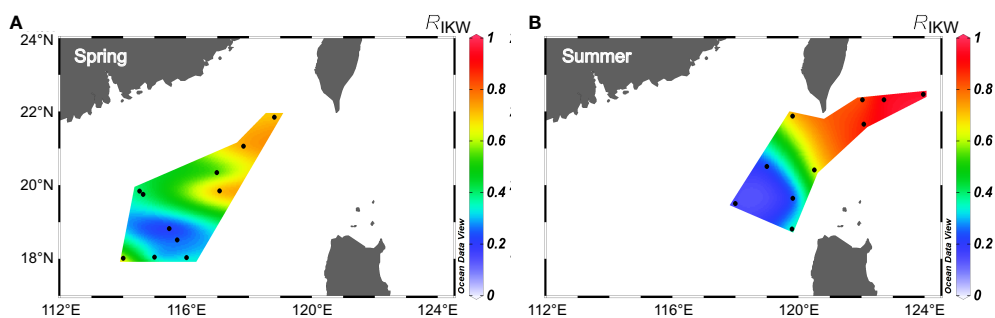 A
R IKW
B
R IKW
24°N
22°N
20°N
18°N
Spring
1
0.8
0.6
0.4
0.2
0
Ocean Data View
112°E
116°E
120°E
124°E
Summer
1
0.8
0.6
0.4
0.2
0
Ocean Data View
112°E
116°E
120°E
124°E